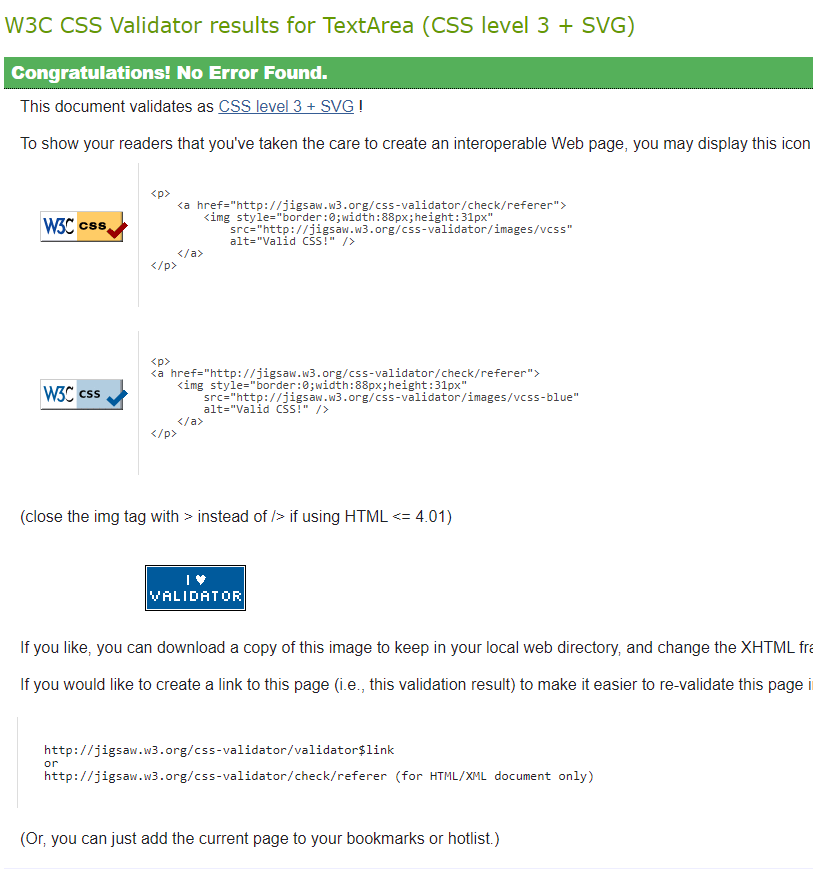 W3C CSS Validator results for TextArea (CSS level 3 + SVG)
Congratulations! No Error Found.
This document validates as CSS level 3 + SVG !
To show your readers that you've taken the care to create an interoperable Web page, you may display this icon
<p>
<a href="http://jigsaw.w3.org/css-validator/check/referer">
<img style="border:0;width:88px;height:31px"
W3C css
src="http://jigsaw.w3.org/css-validator/images/vcss"
alt="Valid CSS!" />
</a>
</p>
<p>
<a href="http://jigsaw.w3.org/css-validator/check/referer">
<img style="border:0;width:88px;height:31px"
W3C css
src="http://jigsaw.w3.org/css-validator/images/vcss-blue"
alt="Valid CSS!" />
</a>
</p>
(close the img tag with > instead of /> if using HTML <= 4.01)
I ♥
VALIDATOR
If you like, you can download a copy of this image to keep in your local web directory, and change the XHTML fra
If you would like to create a link to this page (i.e., this validation result) to make it easier to re-validate this page i
http://jigsaw.w3.org/css-validator/validator$link
or
http://jigsaw.w3.org/css-validator/check/referer (for HTML/XML document only)
(Or, you can just add the current page to your bookmarks or hotlist.)